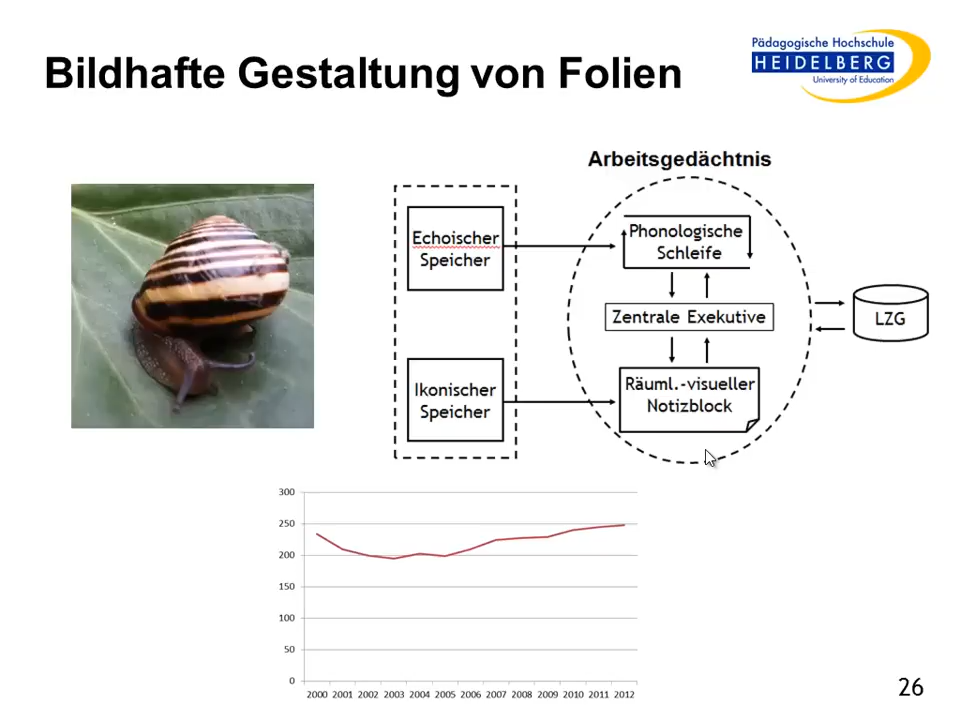 Bildhafte Gestaltung von Folien
Pädagogische Hochschule
HEIDELBERG
University of Education
Arbeitsgedächtnis
Echoischer
Speicher
Phonologische
Schleife
Zentrale Exekutive
LZG
Ikonischer
Speicher
Räuml.-visueller
Notizblock
300
250
200
150
100
50
0
2000 2001 2002 2003 2004 2005 2006 2007 2008 2009 2010 2011 2012
26